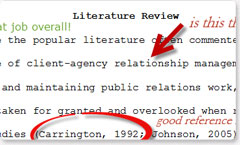 Literature Review
at job overall!
is this th
the popular literature often commente
e of client-agency relationship manage
and maintaining public relations work,
taken for granted and overlooked when
good reference
udies (Carrington, 1992; Johnson, 2005)